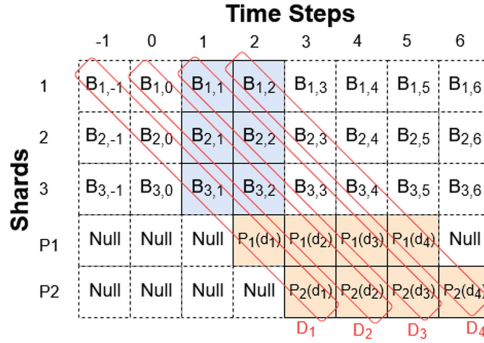 Time Steps
-1 0 1 2 3 4 5 6
Shards
1 B1,-1 B1,0 B1,1 B1,2 B1,3 B1,4 B1,5 B1,6
2 B2,-1 B2,0 B2,1 B2,2 B2,3 B2,4 B2,5 B2,6
3 B3,-1 B3,0 B3,1 B3,2 B3,3 B3,4 B3,5 B3,6
P1 Null Null Null P1(d1) P1(d2) P1(d3) P1(d4) Null
P2 Null Null Null Null P2(d1) P2(d2) P2(d3) P2(d4)
D1 D2 D3 D4